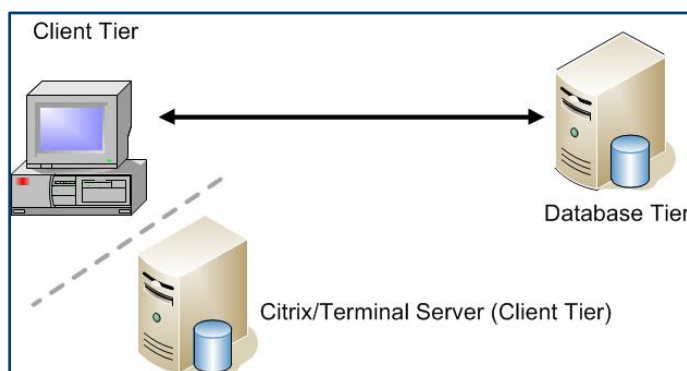 Client Tier
Database Tier
Citrix/Terminal Server (Client Tier)